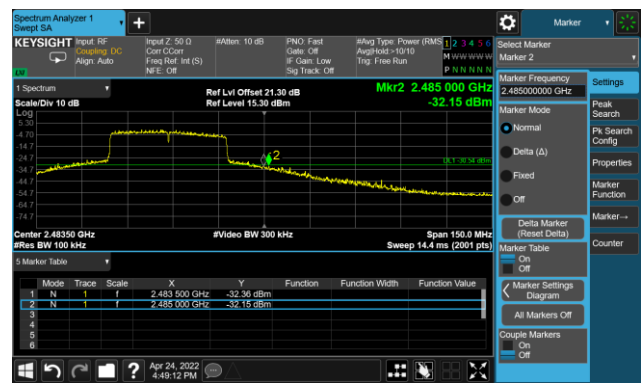 Spectrum Analyzer 1
Swept SA
Marker
KEYSIGHT
Input: RF
Coupling: DC
Align: Auto
Input Z: 50 Ω
Corr CCorr
Freq Ref: Int (S)
NFE: Off
#Atten: 10 dB
PNO: Fast
Gate: Off
IF Gain: Low
Sig Track: Off
#Avg Type: Power (RMS
Avg|Hold:>10/10
Trig: Free Run
1 2 3 4 5 6
M W W W W W
P N N N N N
LVI
Select Marker
Marker 2
1 Spectrum
Scale/Div 10 dB
Log
Ref Lvl Offset 21.30 dB
Ref Level 15.30 dBm
Mkr2 2.485 000 GHz
-32.15 dBm
5.30
-4.70
-14.7
-24.7
-34.7
-44.7
-54.7
-64.7
-74.7
2
DL1 -30.54 dBm
Center 2.48350 GHz
#Res BW 100 kHz
#Video BW 300 kHz
Span 150.0 MHz
Sweep 14.4 ms (2001 pts)
5 Marker Table
Mode Trace Scale X Y Function Function Width Function Value
1 N 1 f 2.483 500 GHz -32.36 dBm
2 N 1 f 2.485 000 GHz -32.15 dBm
3
4
5
6
Marker Frequency
2.485000000 GHz
Marker Mode
Normal
Delta (Δ)
Fixed
Off
Delta Marker
(Reset Delta)
Marker Table
On
Off
Marker Settings
Diagram
All Markers Off
Couple Markers
On
Off
Settings
Peak
Search
Pk Search
Config
Properties
Marker
Function
Marker→
Counter
?
Apr 24, 2022
4:49:12 PM